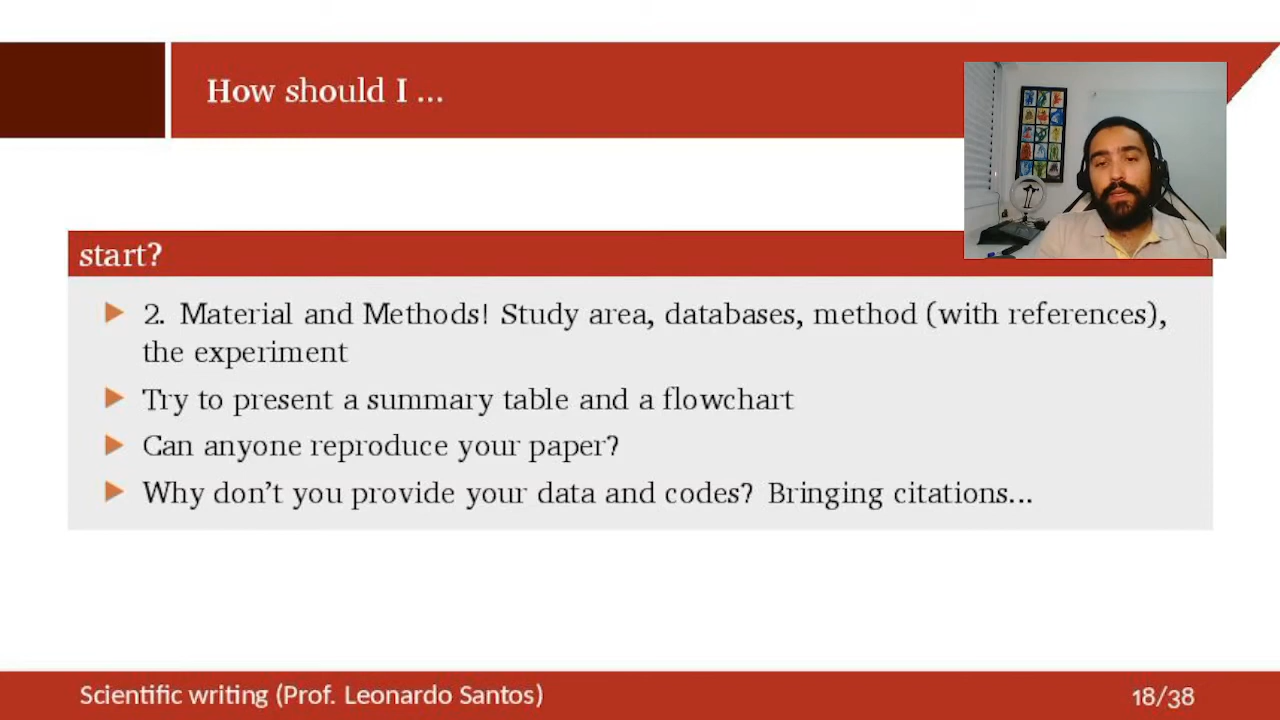 How should I ...
start?
2. Material and Methods! Study area, databases, method (with references),
the experiment
Try to present a summary table and a flowchart
Can anyone reproduce your paper?
Why don't you provide your data and codes? Bringing citations...
Scientific writing (Prof. Leonardo Santos)
18/38